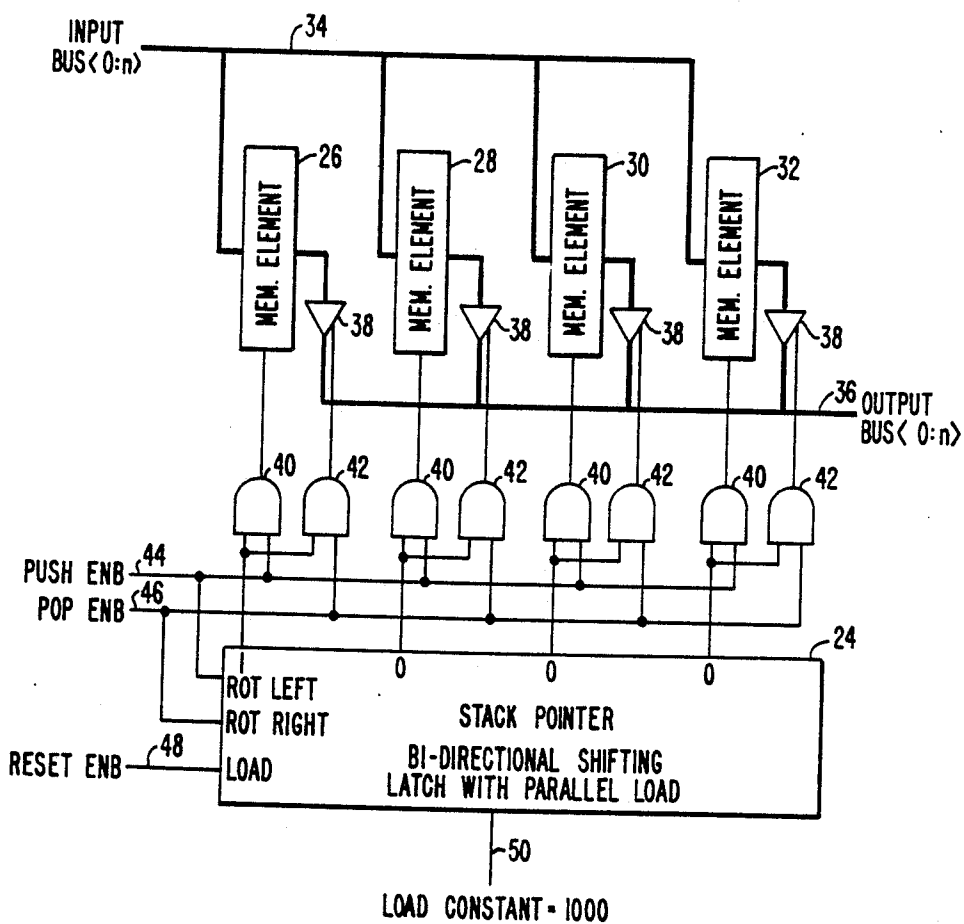 INPUT
BUS< 0:n>
34
26
28
30
32
MEM. ELEMENT
MEM. ELEMENT
MEM. ELEMENT
MEM. ELEMENT
38
38
38
38
36
OUTPUT
BUS< 0:n>
40
42
40
42
40
42
40
42
PUSH ENB
44
POP ENB
46
24
1
0
0
0
ROT LEFT
ROT RIGHT
LOAD
RESET ENB
48
STACK POINTER
BI-DIRECTIONAL SHIFTING
LATCH WITH PARALLEL LOAD
50
LOAD CONSTANT = 1000